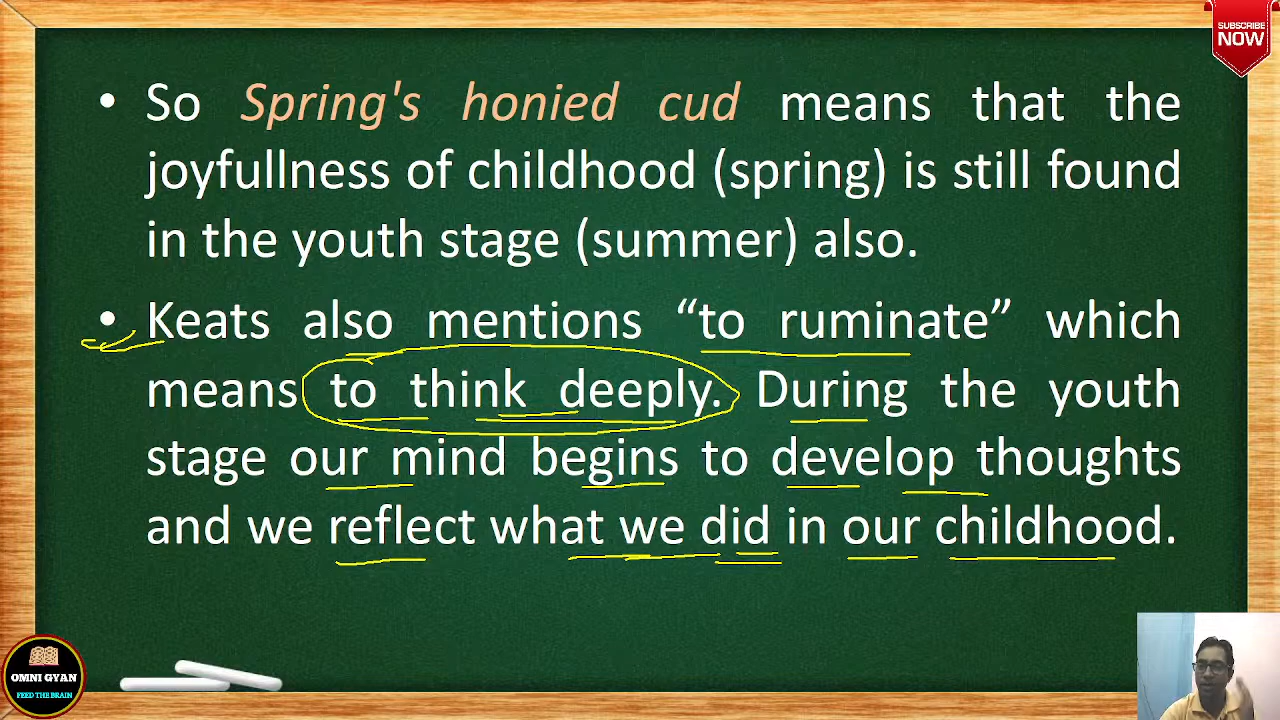 SUBSCRIBE
NOW
• So Spring's honied cud means that the
joyfullness of childhood (spring) is still found
in the youth stage (summer) also.
• Keats also mentions “to ruminate” which
means to think deeply. During the youth
stage our mind begins to develop thoughts
and we reflect what we did in our childhood.
OMNI GYAN
FEED THE BRAIN